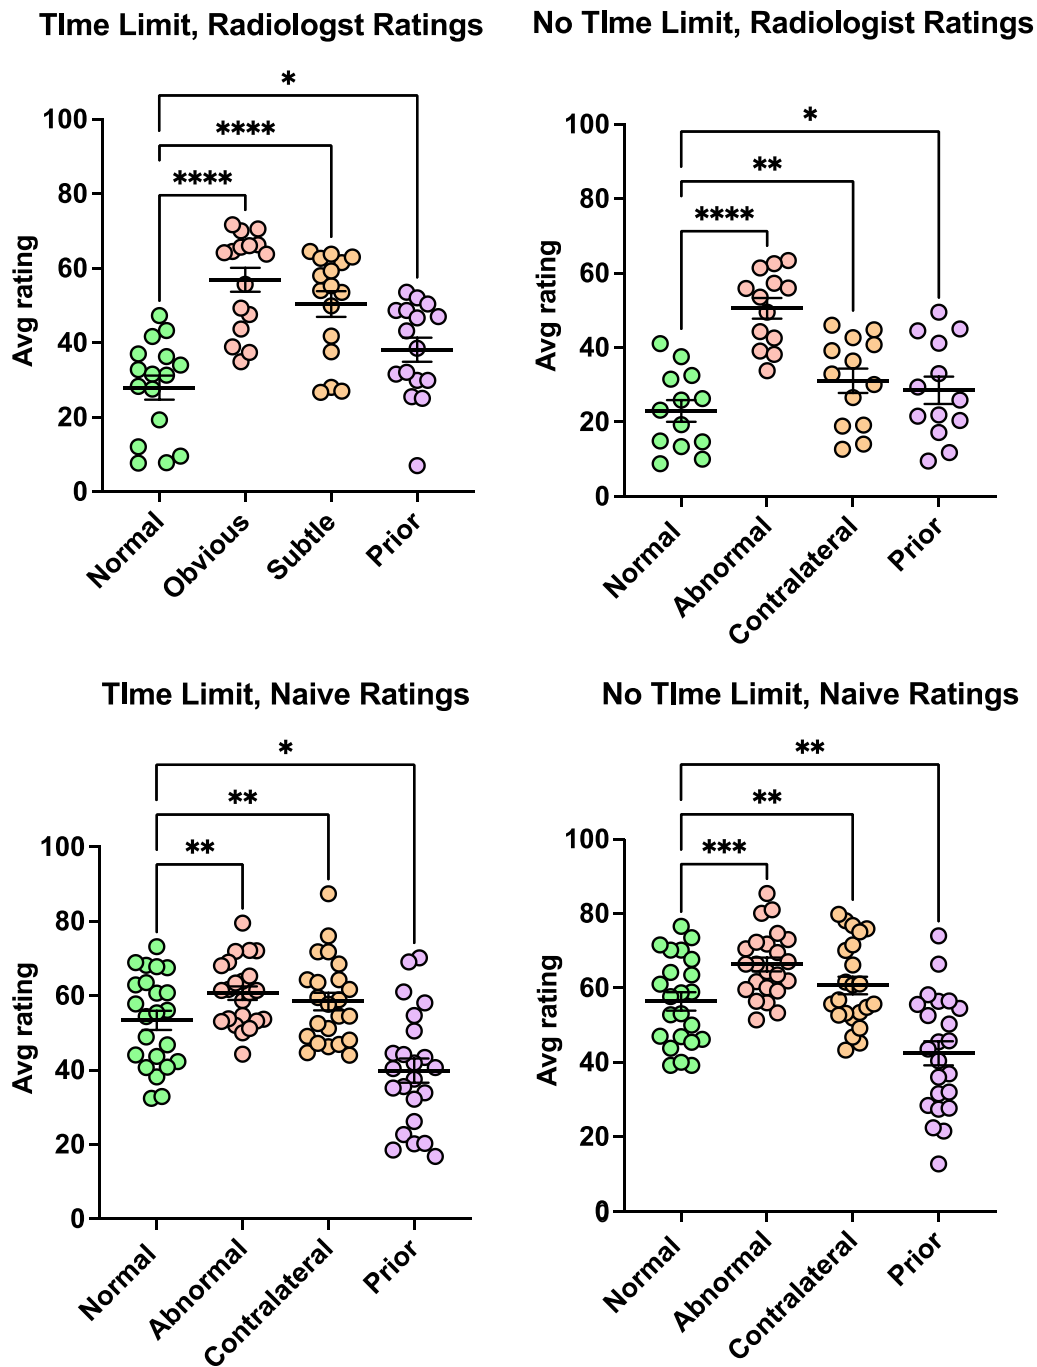 TIme Limit, Radiologst Ratings
*
****
****
100
80
60
40
20
0
Avg rating
Normal
Obvious
Subtle
Prior
No TIme Limit, Radiologist Ratings
*
**
****
100
80
60
40
20
0
Avg rating
Normal
Abnormal
Contralateral
Prior
TIme Limit, Naive Ratings
*
**
**
100
80
60
40
20
0
Avg rating
Normal
Abnormal
Contralateral
Prior
No TIme Limit, Naive Ratings
**
**
***
100
80
60
40
20
0
Avg rating
Normal
Abnormal
Contralateral
Prior